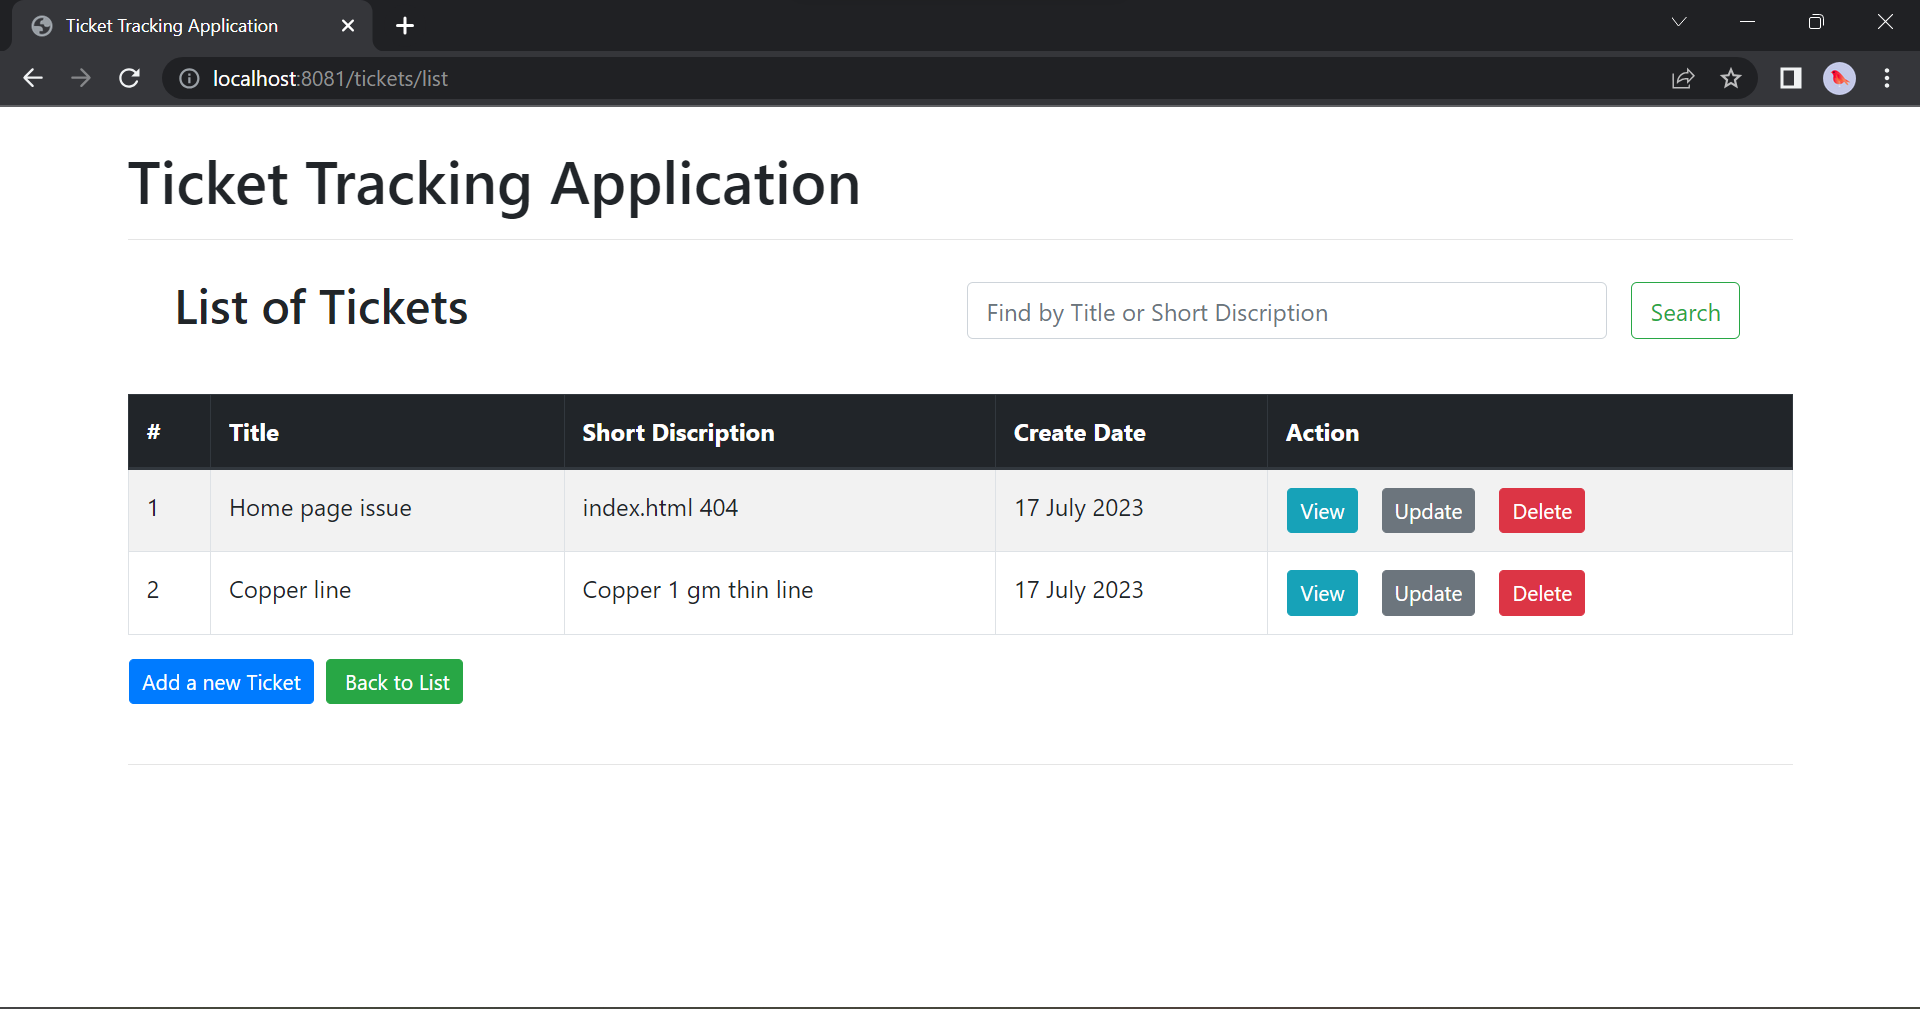 Ticket Tracking Application
localhost:8081/tickets/list
Ticket Tracking Application
List of Tickets
Find by Title or Short Discription
Search
# Title Short Discription Create Date Action
1 Home page issue index.html 404 17 July 2023 View Update Delete
2 Copper line Copper 1 gm thin line 17 July 2023 View Update Delete
Add a new Ticket Back to List